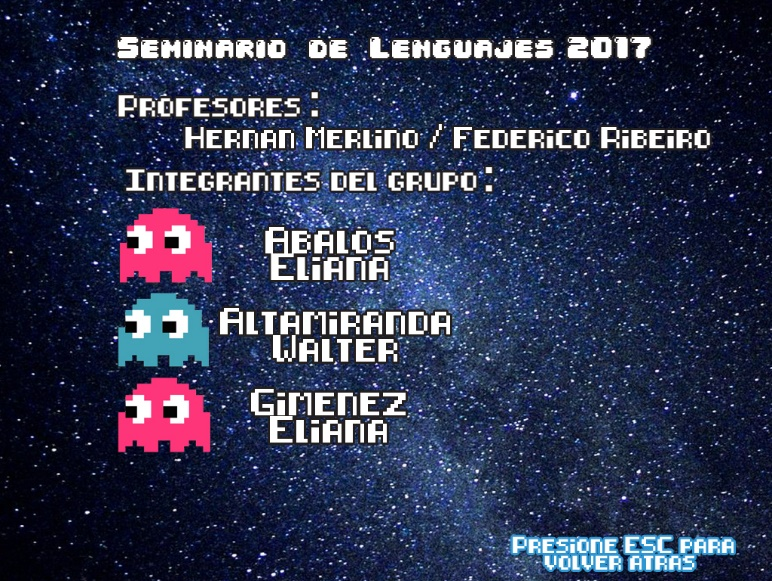 Seminario de Lenguajes 2017
Profesores:
Hernan Merlino / Federico Ribeiro
Integrantes del grupo:
Abalos
Eliana
Altamiranda
Walter
Gimenez
Eliana
Presione ESC para
volver atras